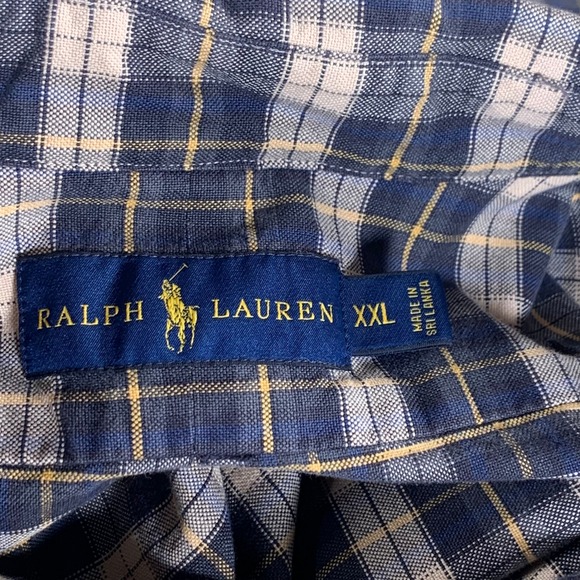 RALPH LAUREN
XXL
MADE IN
SRI LANKA